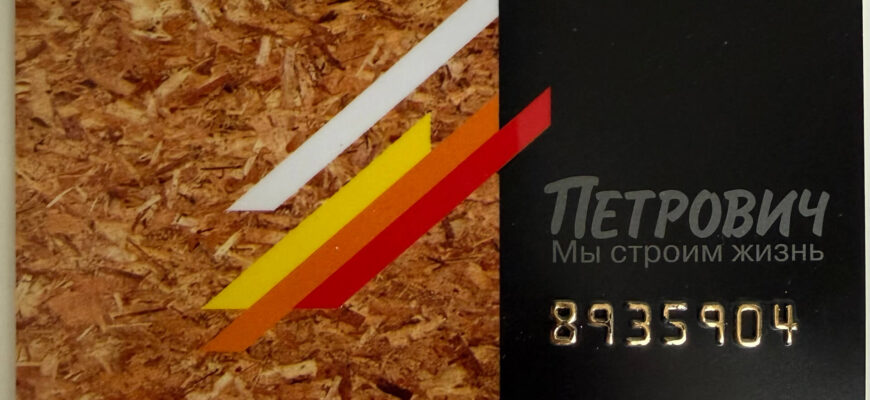 ПЕТРОВИЧ
Мы строим жизнь
8935904